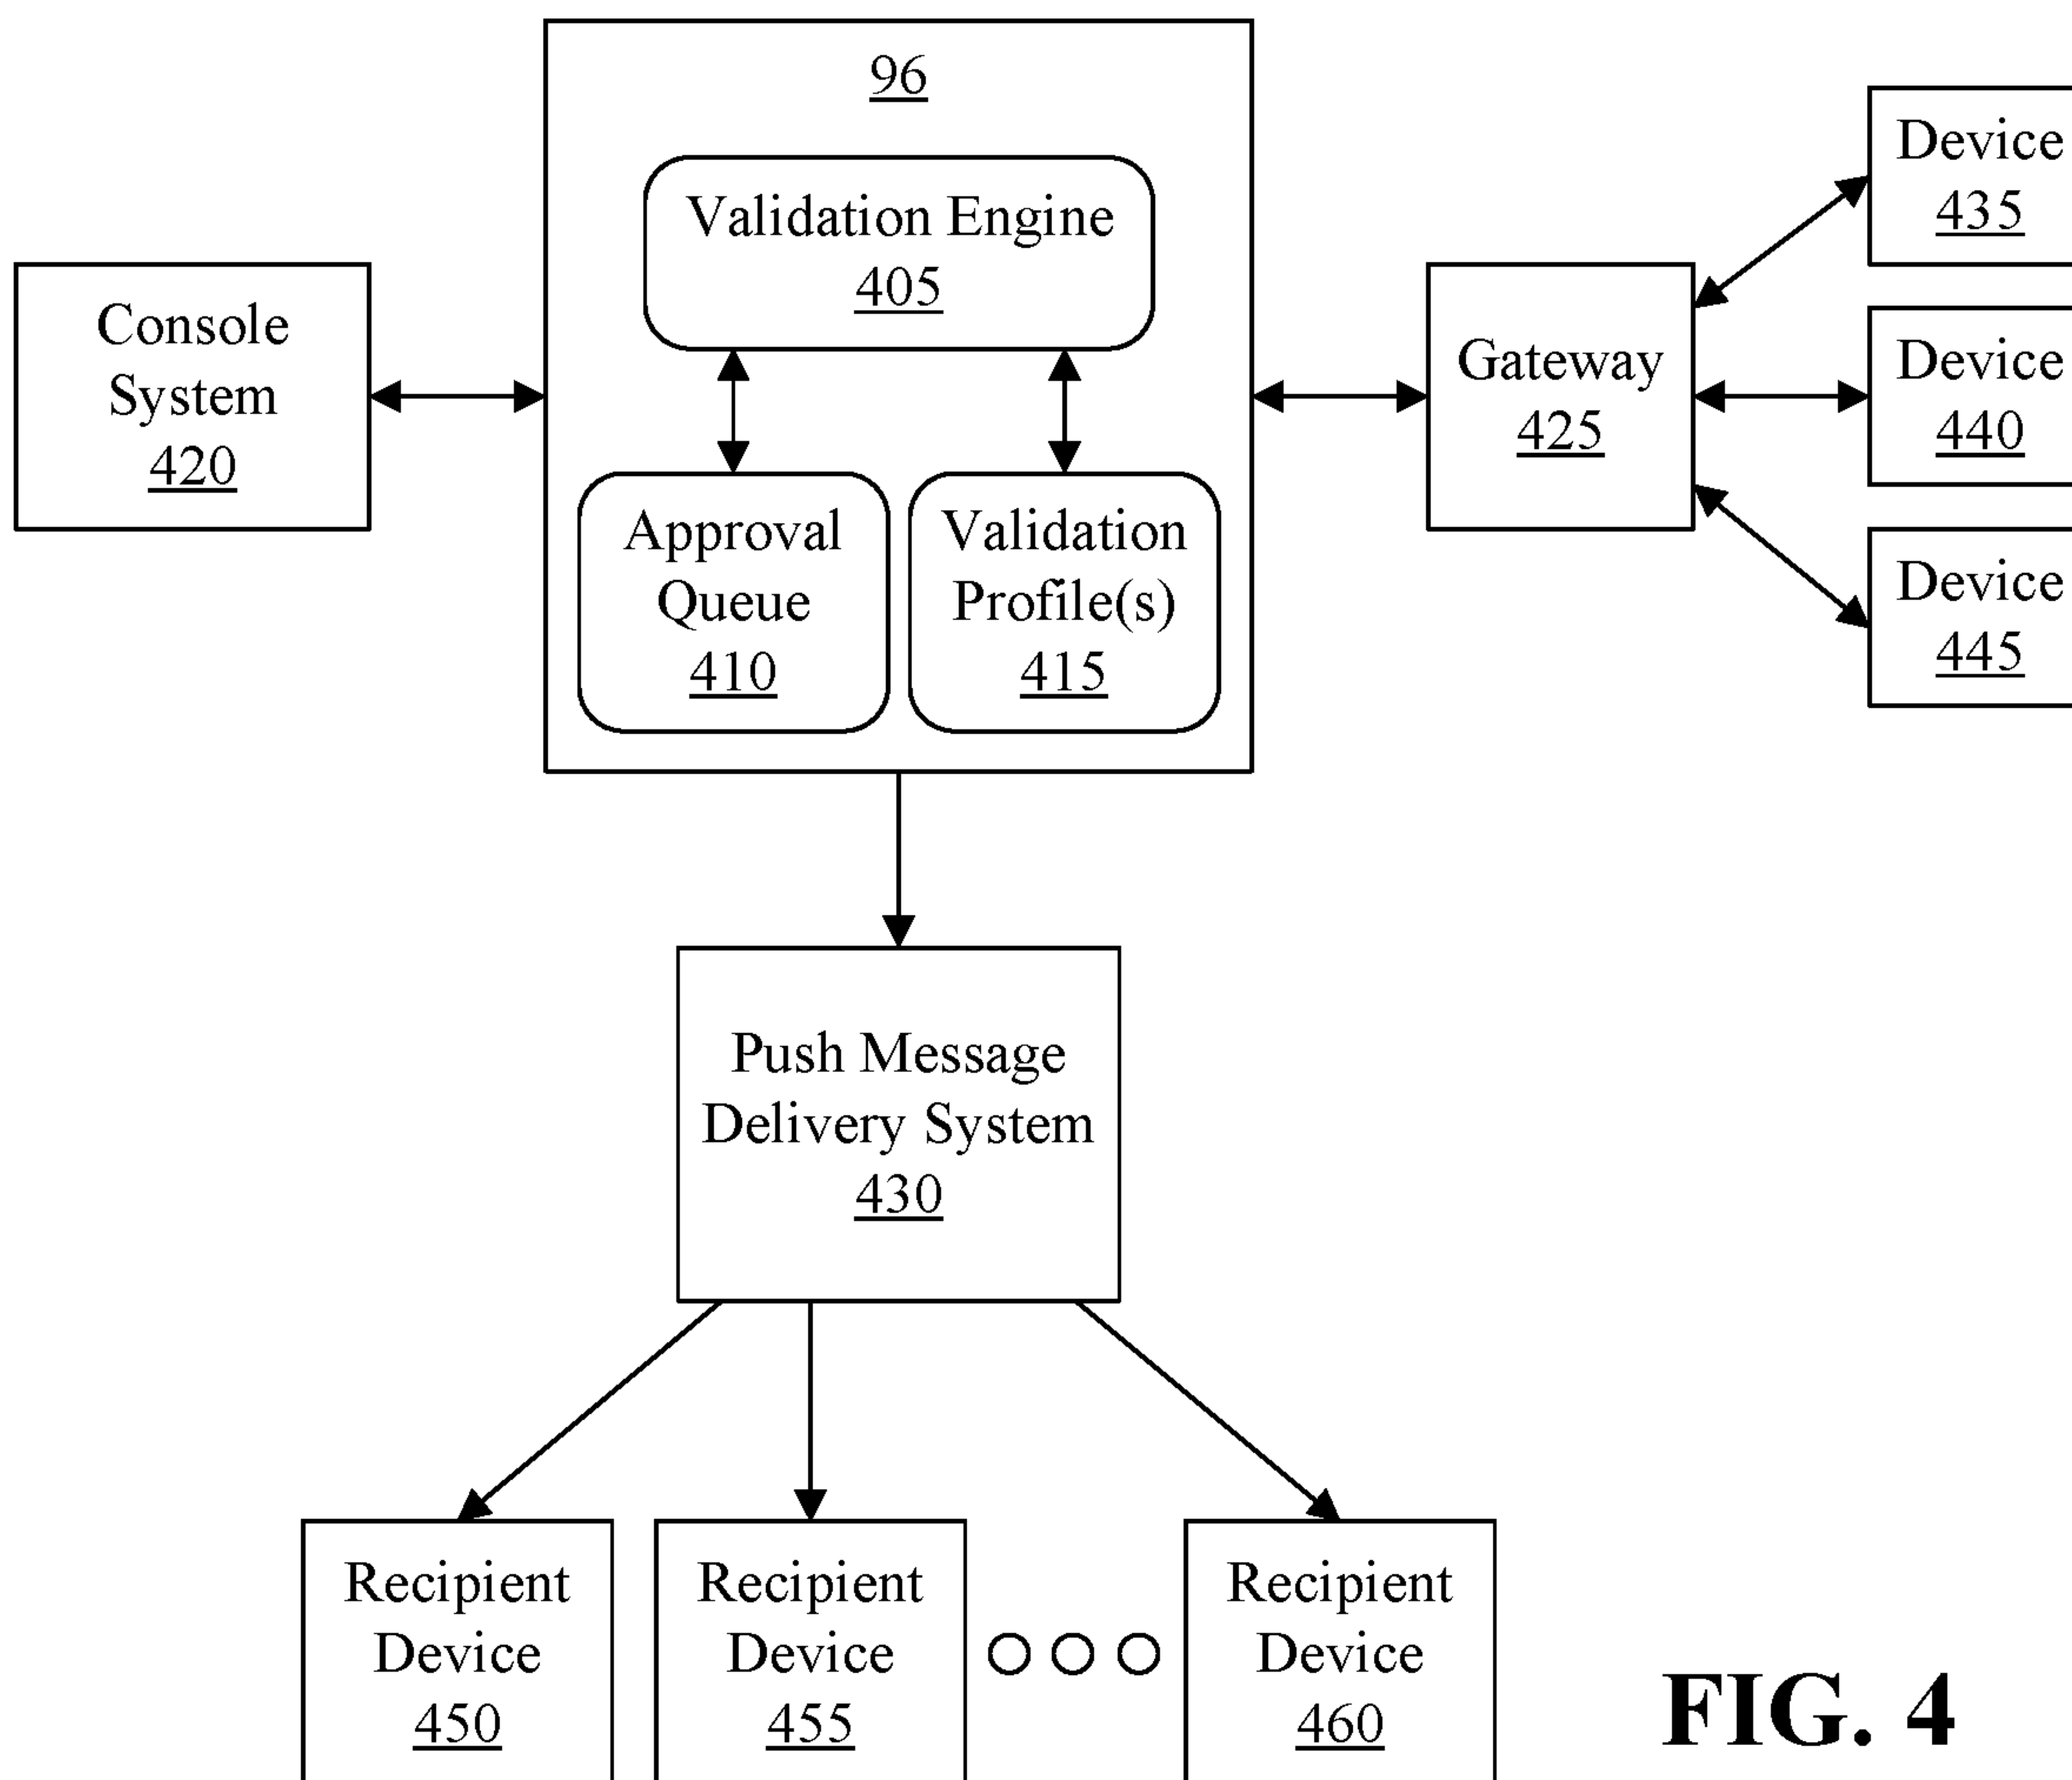 96
Validation Engine
405
Console
System
420
Approval
Queue
410
Validation
Profile(s)
415
Gateway
425
Device
435
Device
440
Device
445
Push Message
Delivery System
430
Recipient
Device
450
Recipient
Device
455
Recipient
Device
460
FIG. 4